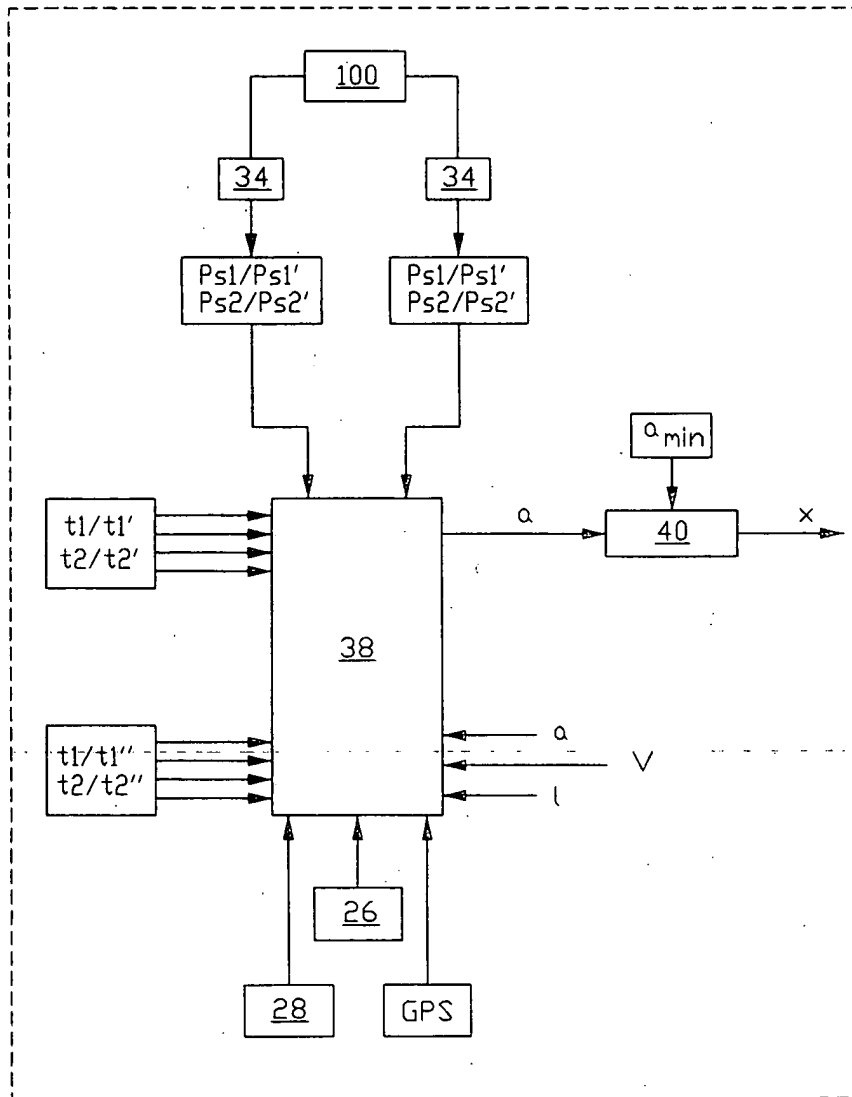 100
34 34
Ps1/Ps1' Ps1/Ps1'
Ps2/Ps2' Ps2/Ps2'
a min
t1/t1'
t2/t2'
a
40
x
38
t1/t1"
t2/t2"
a
V
l
26
28
GPS